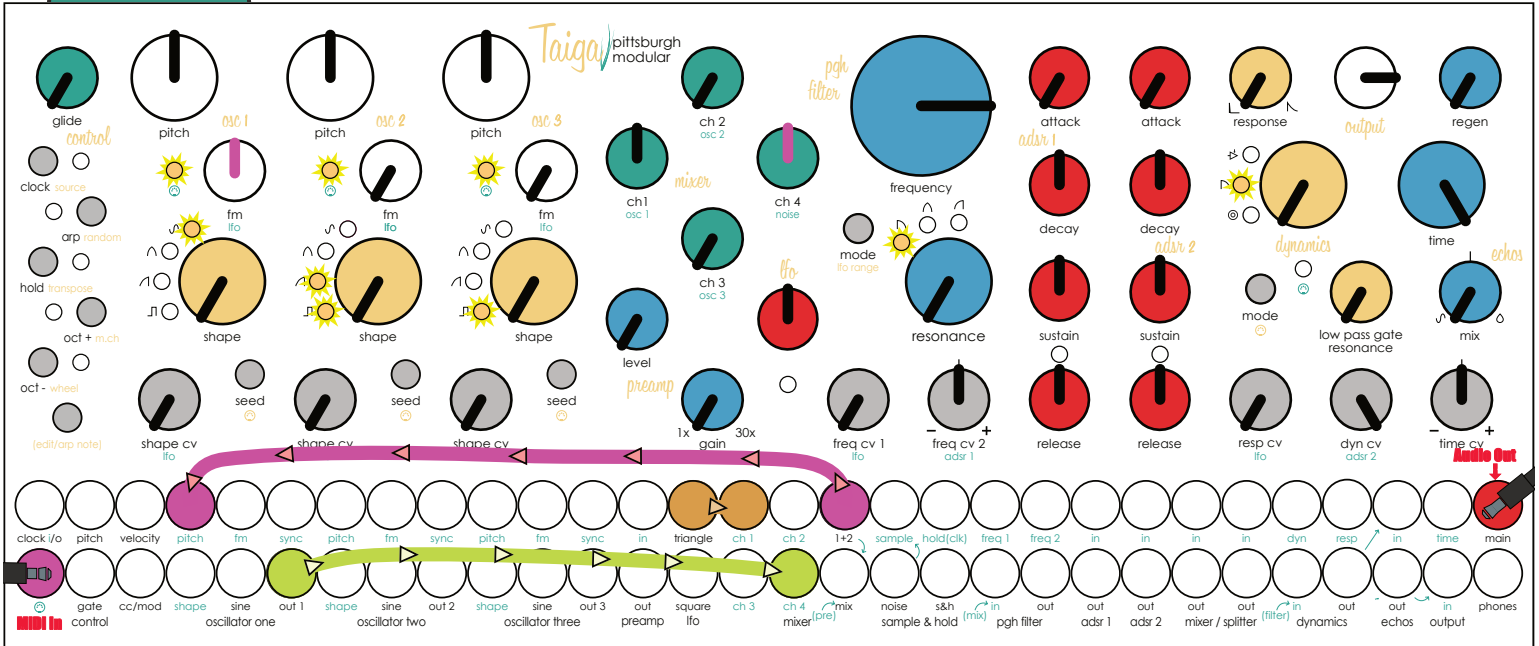 Taiga
pittsburgh
modular
pgh
filter
glide
pitch
osc 1
pitch
osc 2
pitch
osc 3
ch 2
osc 2
attack
attack
response
output
regen
control
adsr 1
clock source
arp random
hold transpose
oct + m.ch
oct - wheel
(edit/arp note)
fm
lfo
fm
lfo
fm
lfo
ch1
osc 1
mixer
ch 4
noise
frequency
decay
decay
adsr 2
dynamics
time
echos
ch 3
osc 3
lfo
mode
lfo range
shape
shape
shape
level
resonance
sustain
sustain
mode
low pass gate
resonance
mix
seed
seed
seed
preamp
1x
30x
gain
shape cv
lfo
shape cv
shape cv
freq cv 1
lfo
- +
freq cv 2
adsr 1
release
release
resp cv
lfo
dyn cv
adsr 2
- +
time cv
Audio Out
clock i/o pitch velocity pitch fm sync pitch fm sync pitch fm sync in triangle ch 1 ch 2 1+2 sample hold(clk) freq 1 freq 2 in in in in dyn resp in time main
gate cc/mod shape sine out 1 shape sine out 2 shape sine out 3 out square ch 3 ch 4 mix noise s&h in out out out out out in out out in phones
MIDI In control oscillator one oscillator two oscillator three preamp lfo mixer (pre) sample & hold (mix) pgh filter adsr 1 adsr 2 mixer / splitter (filter) dynamics echos output